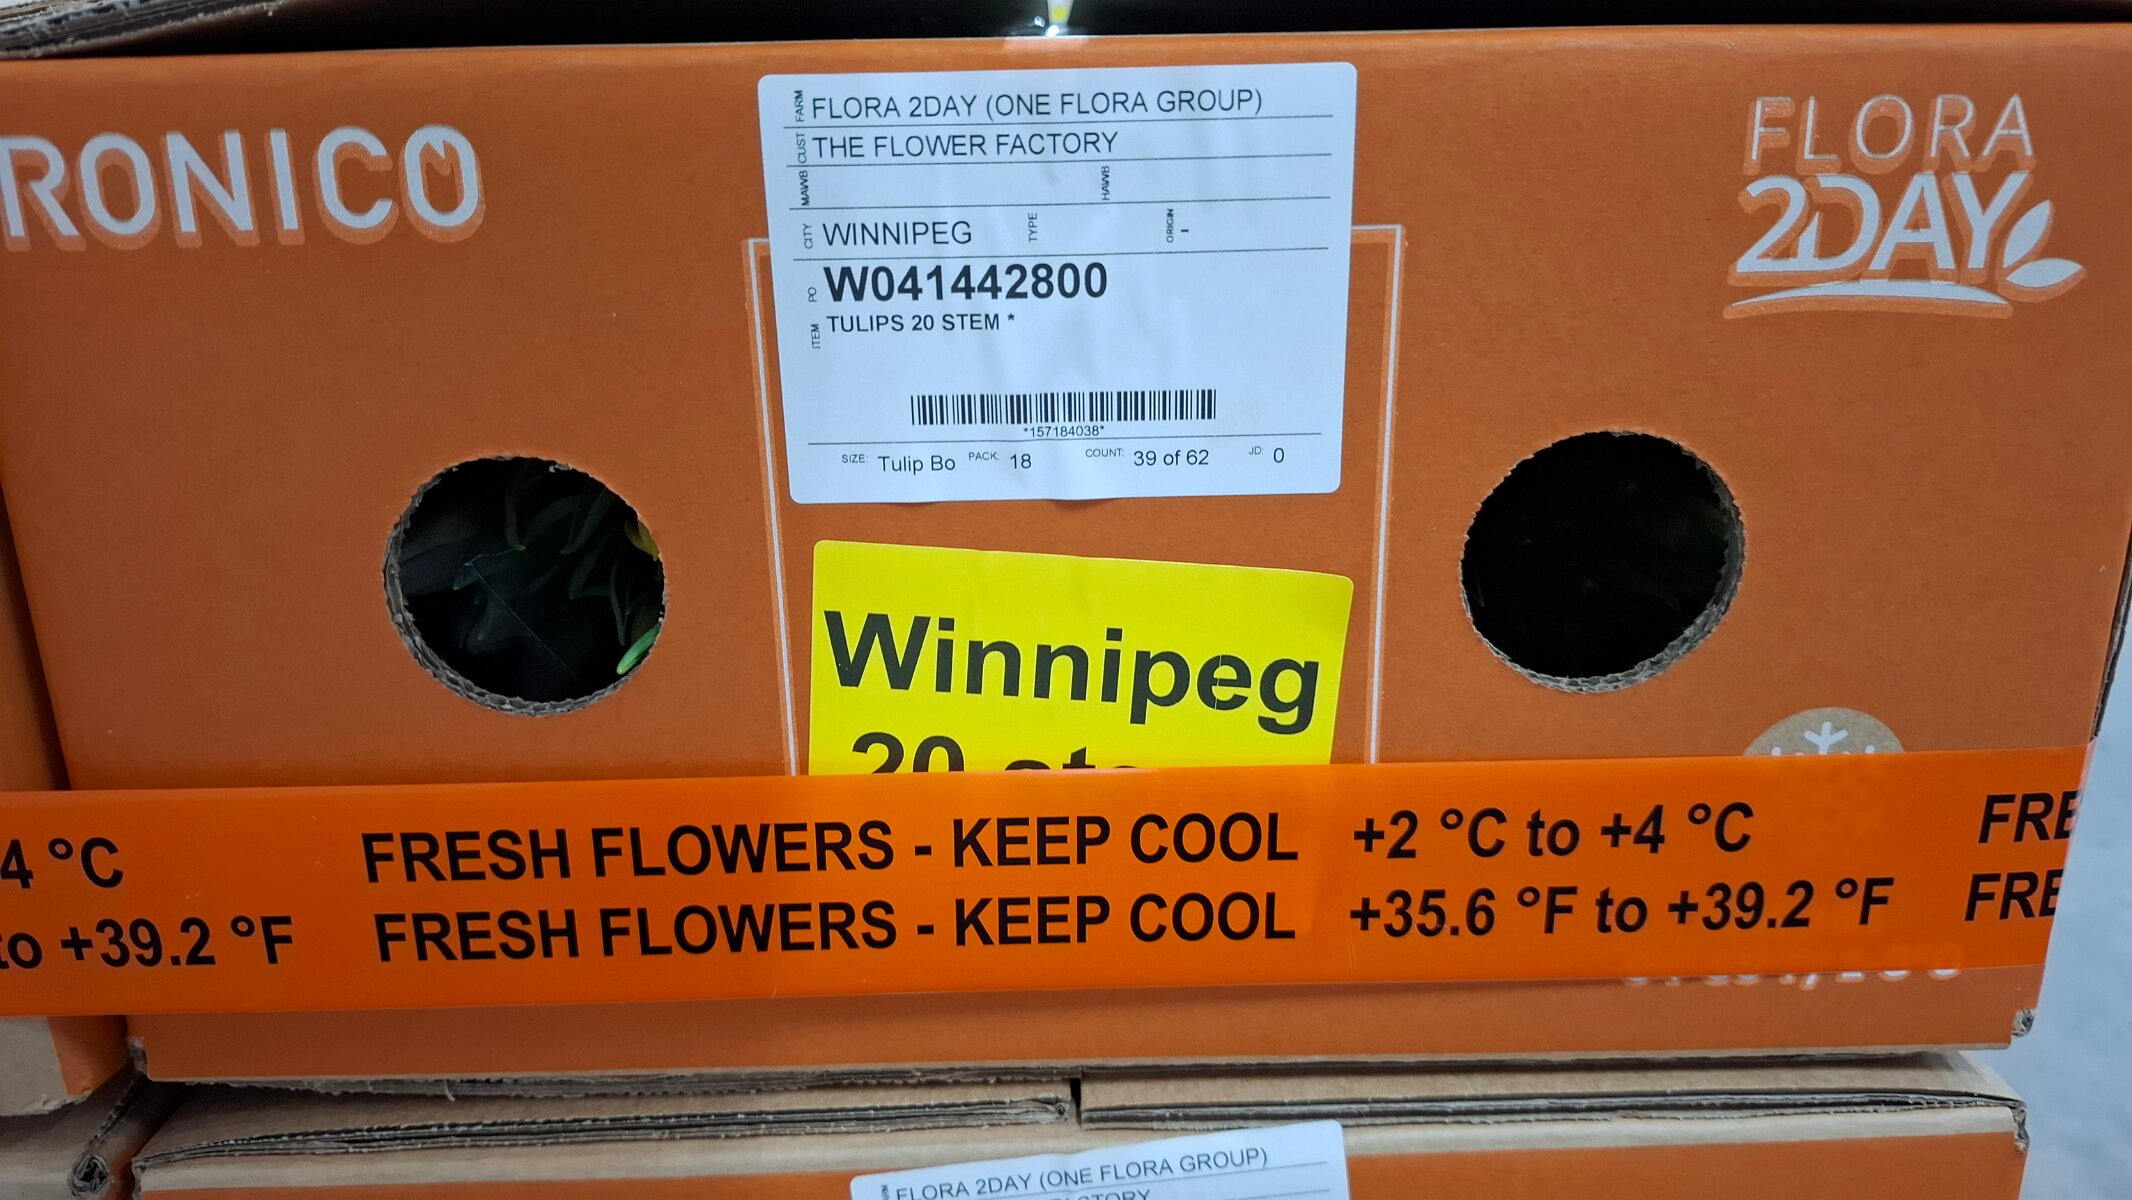 RONICO
FLORA
2DAY
FARM FLORA 2DAY (ONE FLORA GROUP)
CUST THE FLOWER FACTORY
MAWB HAWB
CITY WINNIPEG TYPE ORIGIN
PO W041442800
ITEM TULIPS 20 STEM *
*157184038*
SIZE: Tulip Bo PACK: 18 COUNT: 39 of 62 JD: 0
Winnipeg
20
4 °C FRESH FLOWERS - KEEP COOL +2 °C to +4 °C FRE
to +39.2 °F FRESH FLOWERS - KEEP COOL +35.6 °F to +39.2 °F FRE
FLORA 2DAY (ONE FLORA GROUP)